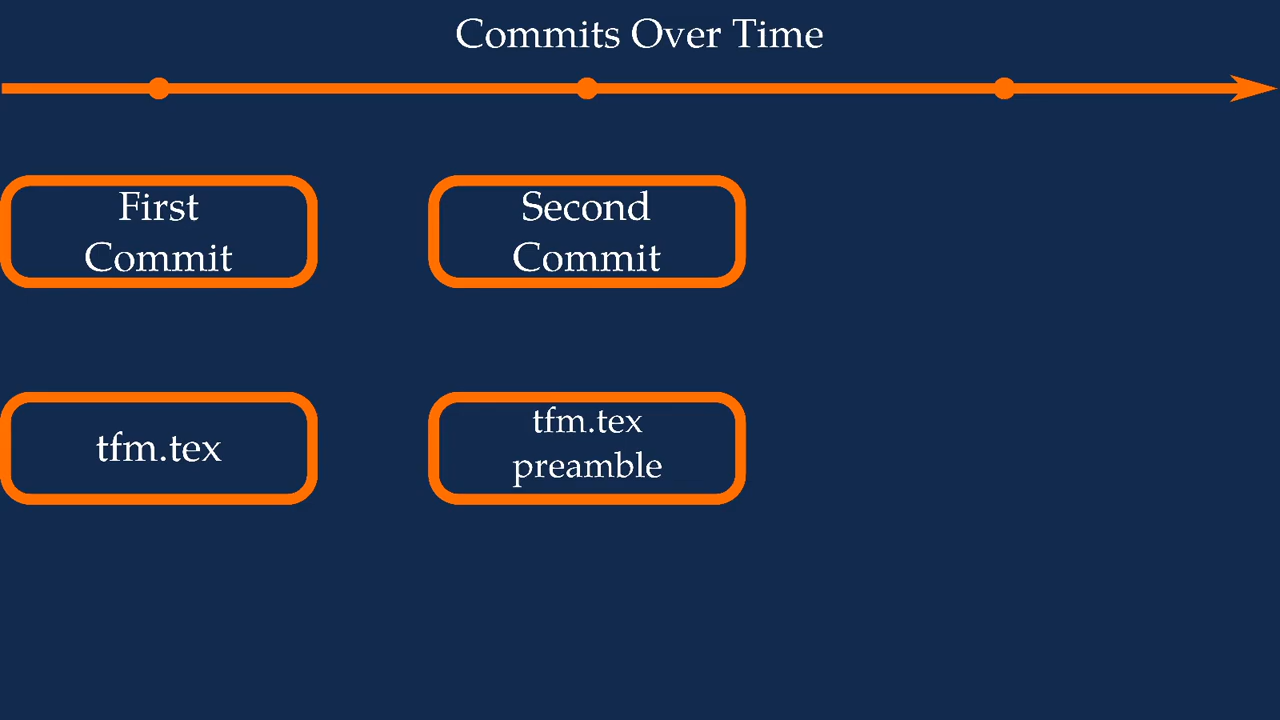 Commits Over Time
First
Commit
Second
Commit
tfm.tex
tfm.tex
preamble